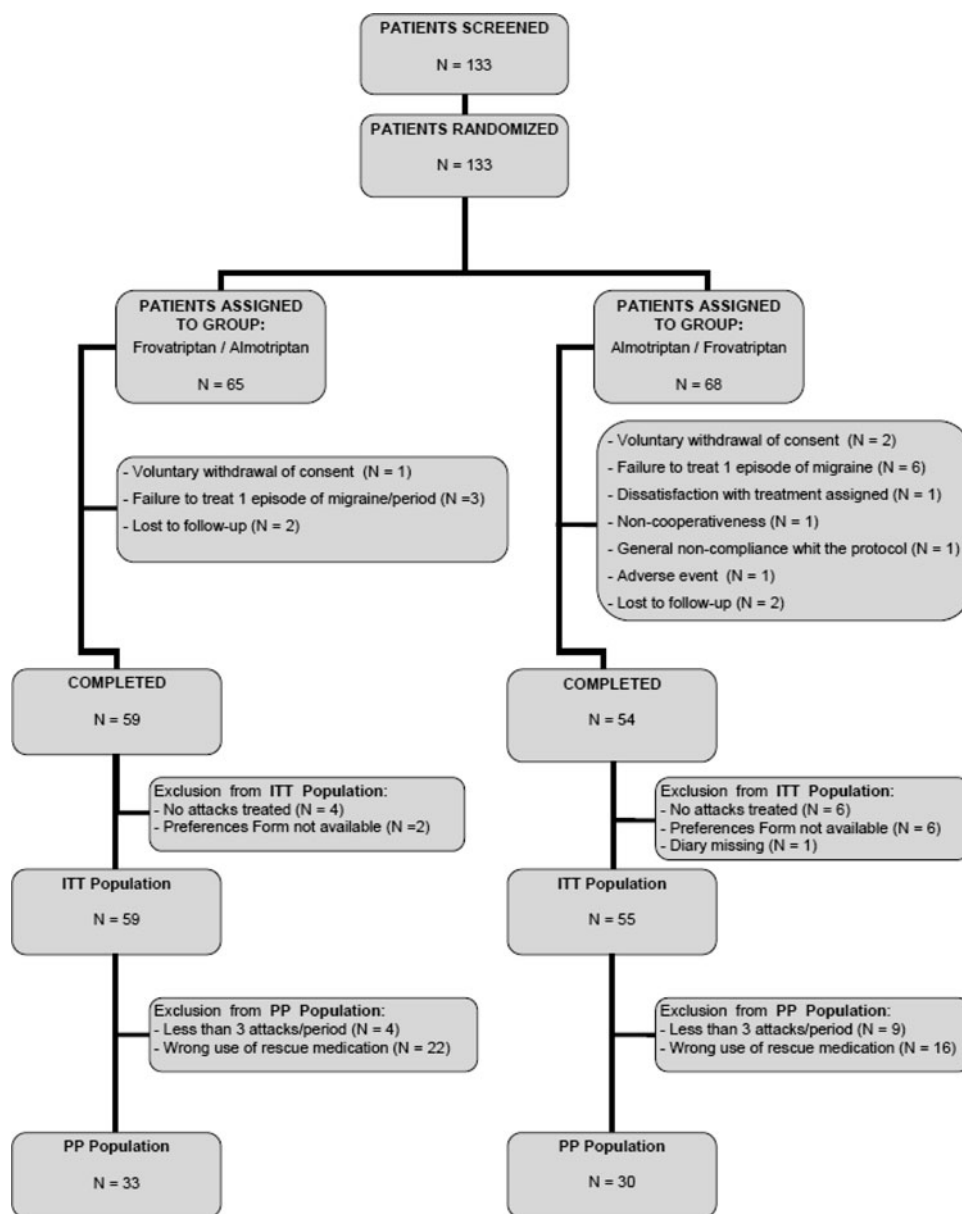 PATIENTS SCREENED
N = 133
PATIENTS RANDOMIZED
N = 133
PATIENTS ASSIGNED
TO GROUP:
Frovatriptan / Almotriptan
N = 65
PATIENTS ASSIGNED
TO GROUP:
Almotriptan / Frovatriptan
N = 68
- Voluntary withdrawal of consent (N = 1)
- Failure to treat 1 episode of migraine/period (N =3)
- Lost to follow-up (N = 2)
- Voluntary withdrawal of consent (N = 2)
- Failure to treat 1 episode of migraine (N = 6)
- Dissatisfaction with treatment assigned (N = 1)
- Non-cooperativeness (N = 1)
- General non-compliance whit the protocol (N = 1)
- Adverse event (N = 1)
- Lost to follow-up (N = 2)
COMPLETED
N = 59
COMPLETED
N = 54
Exclusion from ITT Population:
- No attacks treated (N = 4)
- Preferences Form not available (N =2)
Exclusion from ITT Population:
- No attacks treated (N = 6)
- Preferences Form not available (N = 6)
- Diary missing (N = 1)
ITT Population
N = 59
ITT Population
N = 55
Exclusion from PP Population:
- Less than 3 attacks/period (N = 4)
- Wrong use of rescue medication (N = 22)
Exclusion from PP Population:
- Less than 3 attacks/period (N = 9)
- Wrong use of rescue medication (N = 16)
PP Population
N = 33
PP Population
N = 30